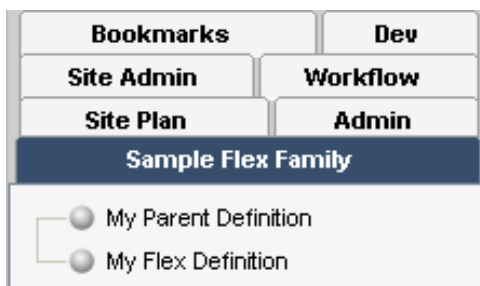 Bookmarks Dev
Site Admin Workflow
Site Plan Admin
Sample Flex Family
My Parent Definition
My Flex Definition